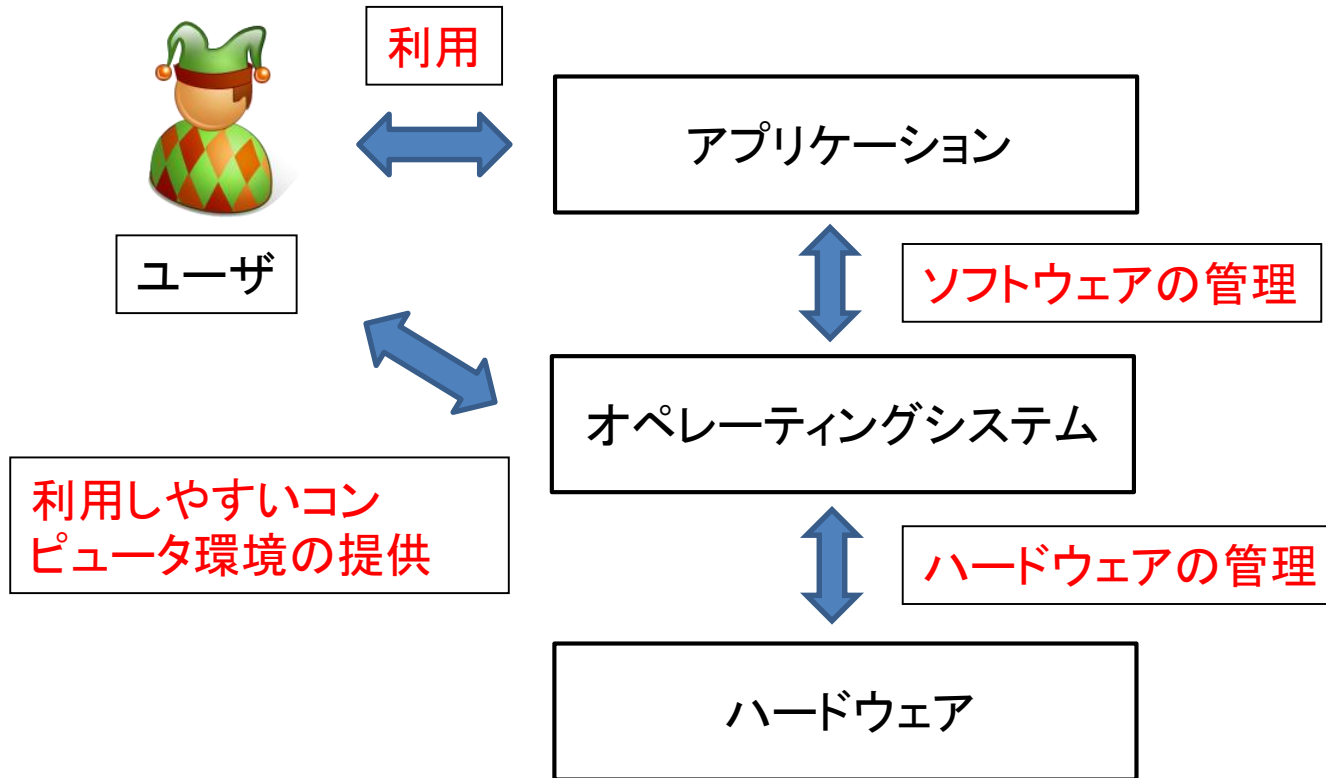 利用
アプリケーション
ユーザ
ソフトウェアの管理
オペレーティングシステム
利用しやすいコン
ピュータ環境の提供
ハードウェアの管理
ハードウェア